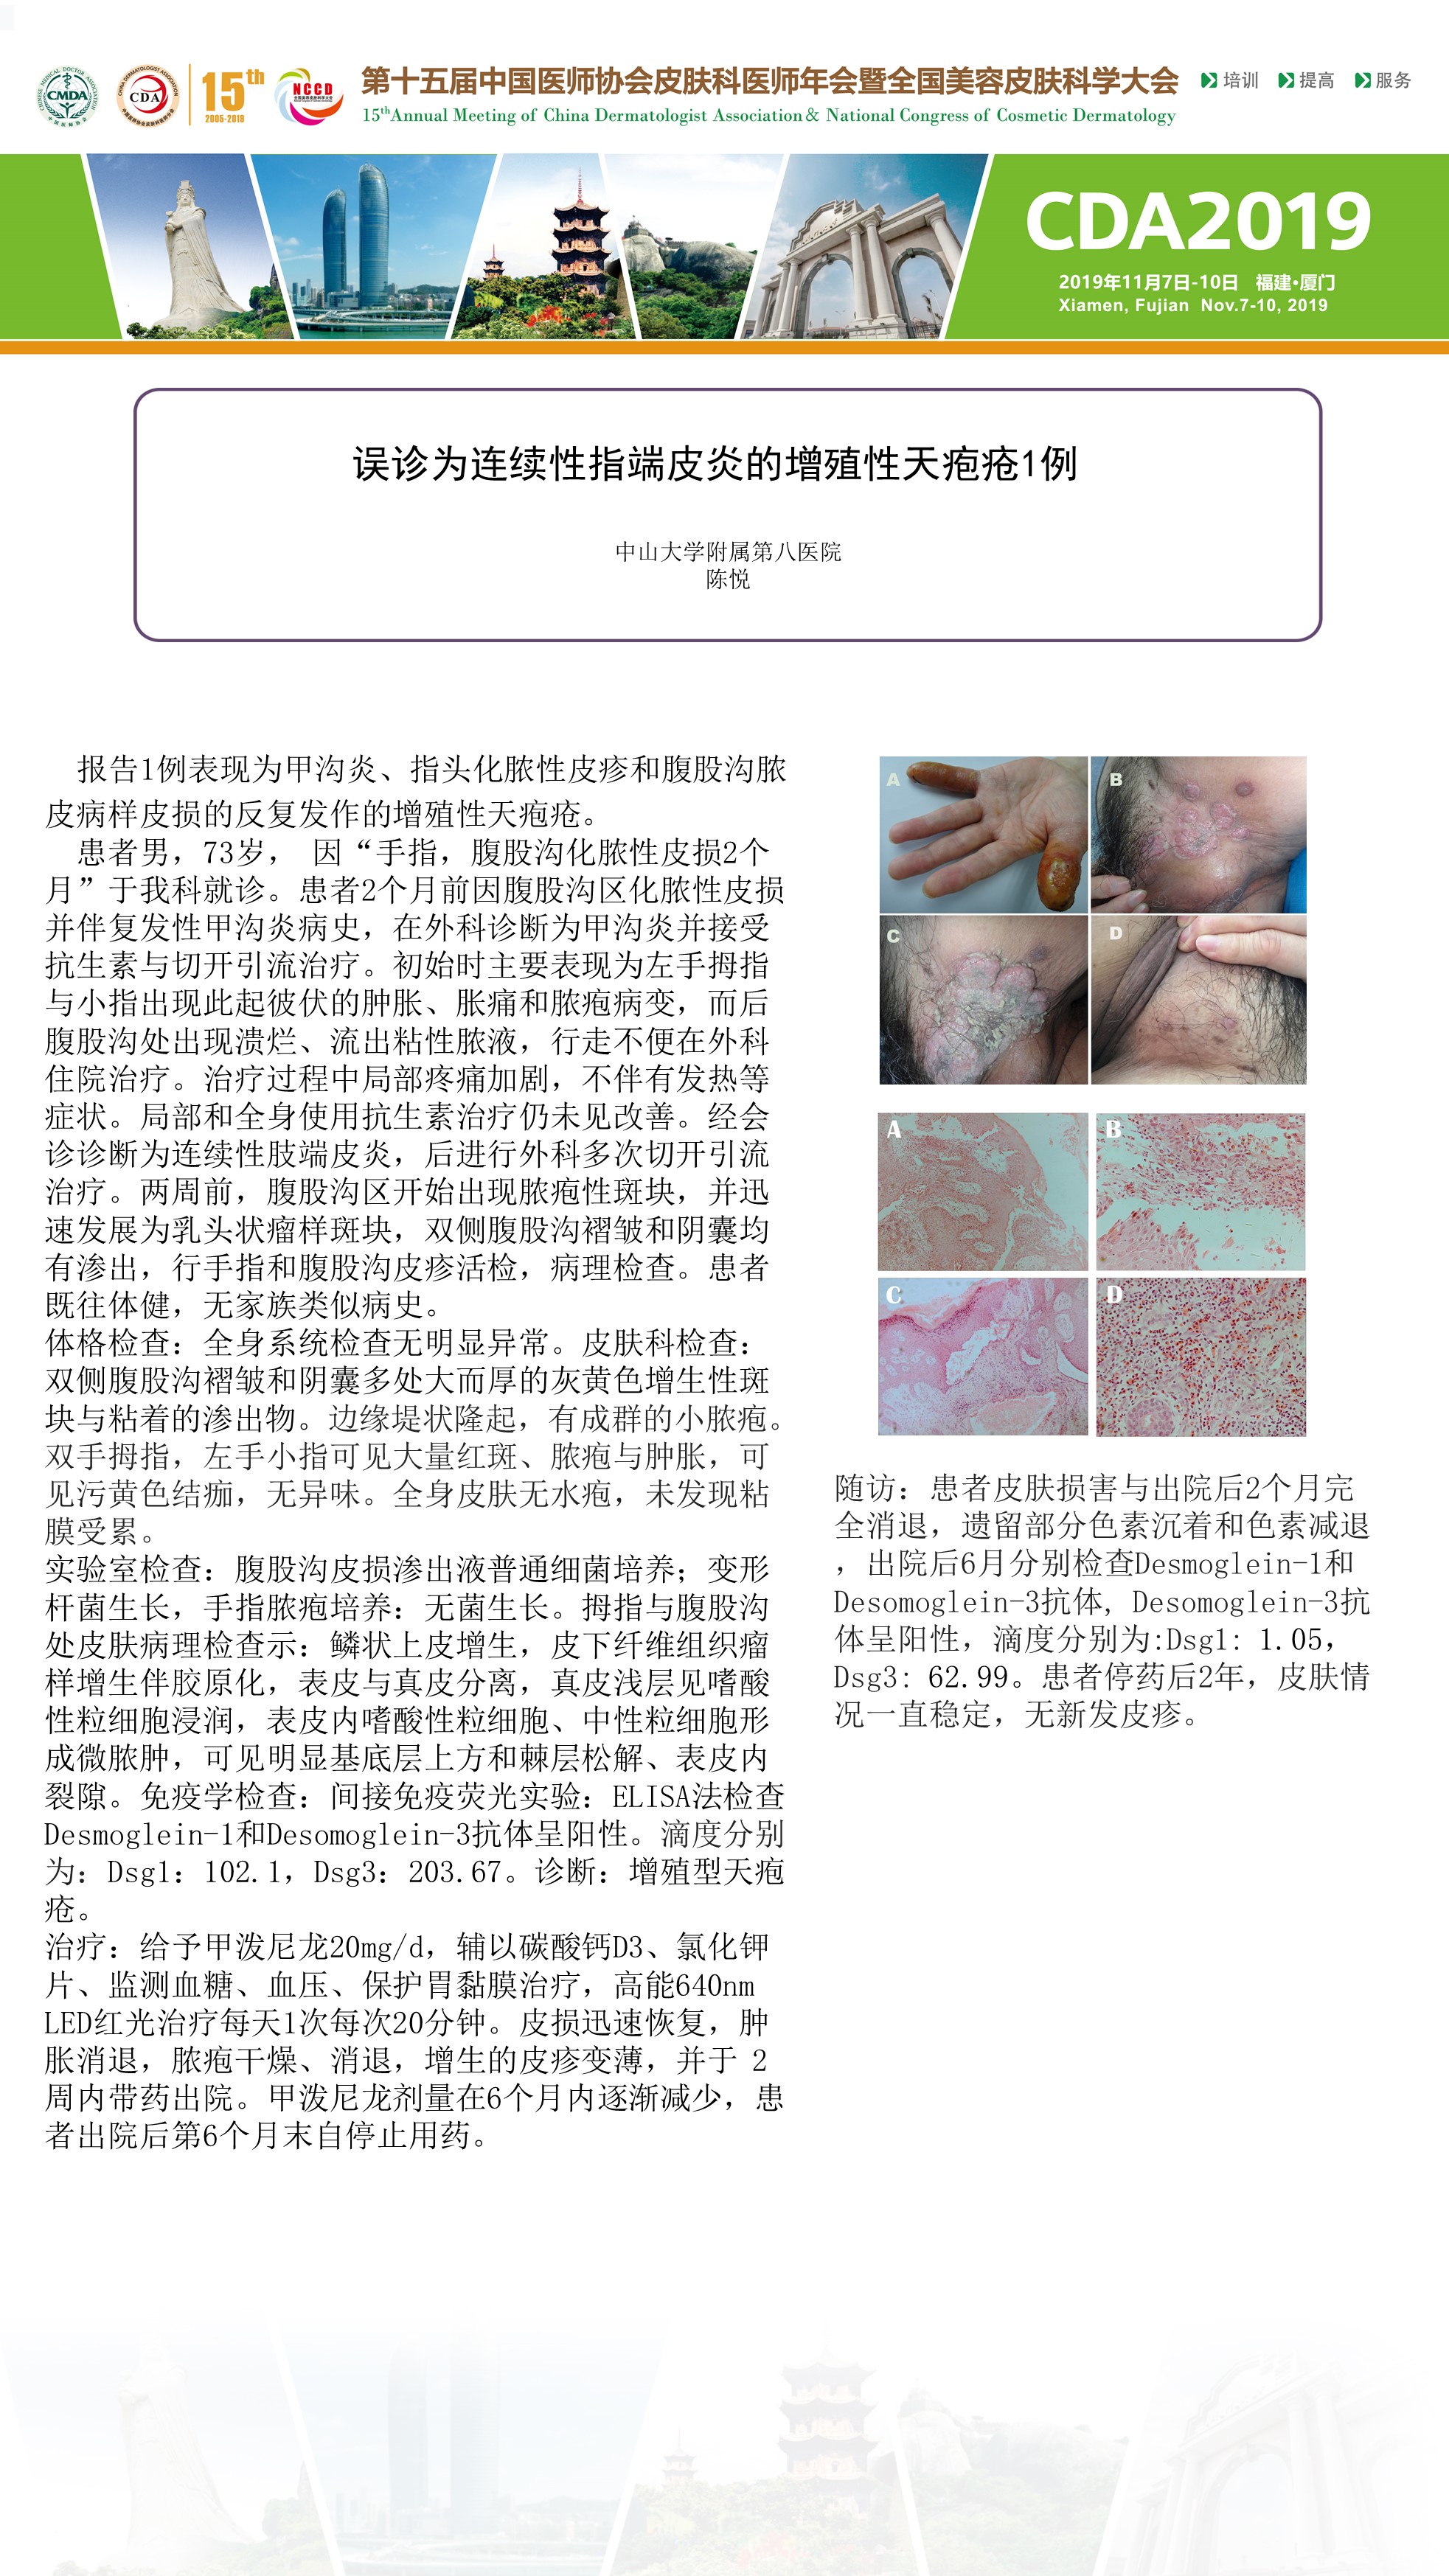 CMDA
CDA
15th
2005-2019
NCCD
第十五届中国医师协会皮肤科医师年会暨全国美容皮肤科学大会
15thAnnual Meeting of China Dermatologist Association& National Congress of Cosmetic Dermatology
培训 提高 服务
CDA2019
2019年11月7日-10日 福建·厦门
Xiamen, Fujian Nov.7-10, 2019
误诊为连续性指端皮炎的增殖性天疱疮1例
中山大学附属第八医院
陈悦
报告1例表现为甲沟炎、指头化脓性皮疹和腹股沟脓
皮病样皮损的反复发作的增殖性天疱疮。
患者男，73岁， 因“手指，腹股沟化脓性皮损2个
月”于我科就诊。患者2个月前因腹股沟区化脓性皮损
并伴复发性甲沟炎病史，在外科诊断为甲沟炎并接受
抗生素与切开引流治疗。初始时主要表现为左手拇指
与小指出现此起彼伏的肿胀、胀痛和脓疱病变，而后
腹股沟处出现溃烂、流出粘性脓液，行走不便在外科
住院治疗。治疗过程中局部疼痛加剧，不伴有发热等
症状。局部和全身使用抗生素治疗仍未见改善。经会
诊诊断为连续性肢端皮炎，后进行外科多次切开引流
治疗。两周前，腹股沟区开始出现脓疱性斑块，并迅
速发展为乳头状瘤样斑块，双侧腹股沟褶皱和阴囊均
有渗出，行手指和腹股沟皮疹活检，病理检查。患者
既往体健，无家族类似病史。
体格检查：全身系统检查无明显异常。皮肤科检查：
双侧腹股沟褶皱和阴囊多处大而厚的灰黄色增生性斑
块与粘着的渗出物。边缘堤状隆起，有成群的小脓疱。
双手拇指，左手小指可见大量红斑、脓疱与肿胀，可
见污黄色结痂，无异味。全身皮肤无水疱，未发现粘
膜受累。
实验室检查：腹股沟皮损渗出液普通细菌培养；变形
杆菌生长，手指脓疱培养：无菌生长。拇指与腹股沟
处皮肤病理检查示：鳞状上皮增生，皮下纤维组织瘤
样增生伴胶原化，表皮与真皮分离，真皮浅层见嗜酸
性粒细胞浸润，表皮内嗜酸性粒细胞、中性粒细胞形
成微脓肿，可见明显基底层上方和棘层松解、表皮内
裂隙。免疫学检查：间接免疫荧光实验：ELISA法检查
Desmoglein-1和Desomoglein-3抗体呈阳性。滴度分别
为：Dsg1：102.1，Dsg3：203.67。诊断：增殖型天疱
疮。
治疗：给予甲泼尼龙20mg/d，辅以碳酸钙D3、氯化钾
片、监测血糖、血压、保护胃黏膜治疗，高能640nm
LED红光治疗每天1次每次20分钟。皮损迅速恢复，肿
胀消退，脓疱干燥、消退，增生的皮疹变薄，并于 2
周内带药出院。甲泼尼龙剂量在6个月内逐渐减少，患
者出院后第6个月末自停止用药。
A
B
C
D
A
B
C
D
随访：患者皮肤损害与出院后2个月完
全消退，遗留部分色素沉着和色素减退
，出院后6月分别检查Desmoglein-1和
Desomoglein-3抗体, Desomoglein-3抗
体呈阳性，滴度分别为:Dsg1: 1.05，
Dsg3: 62.99。患者停药后2年，皮肤情
况一直稳定，无新发皮疹。